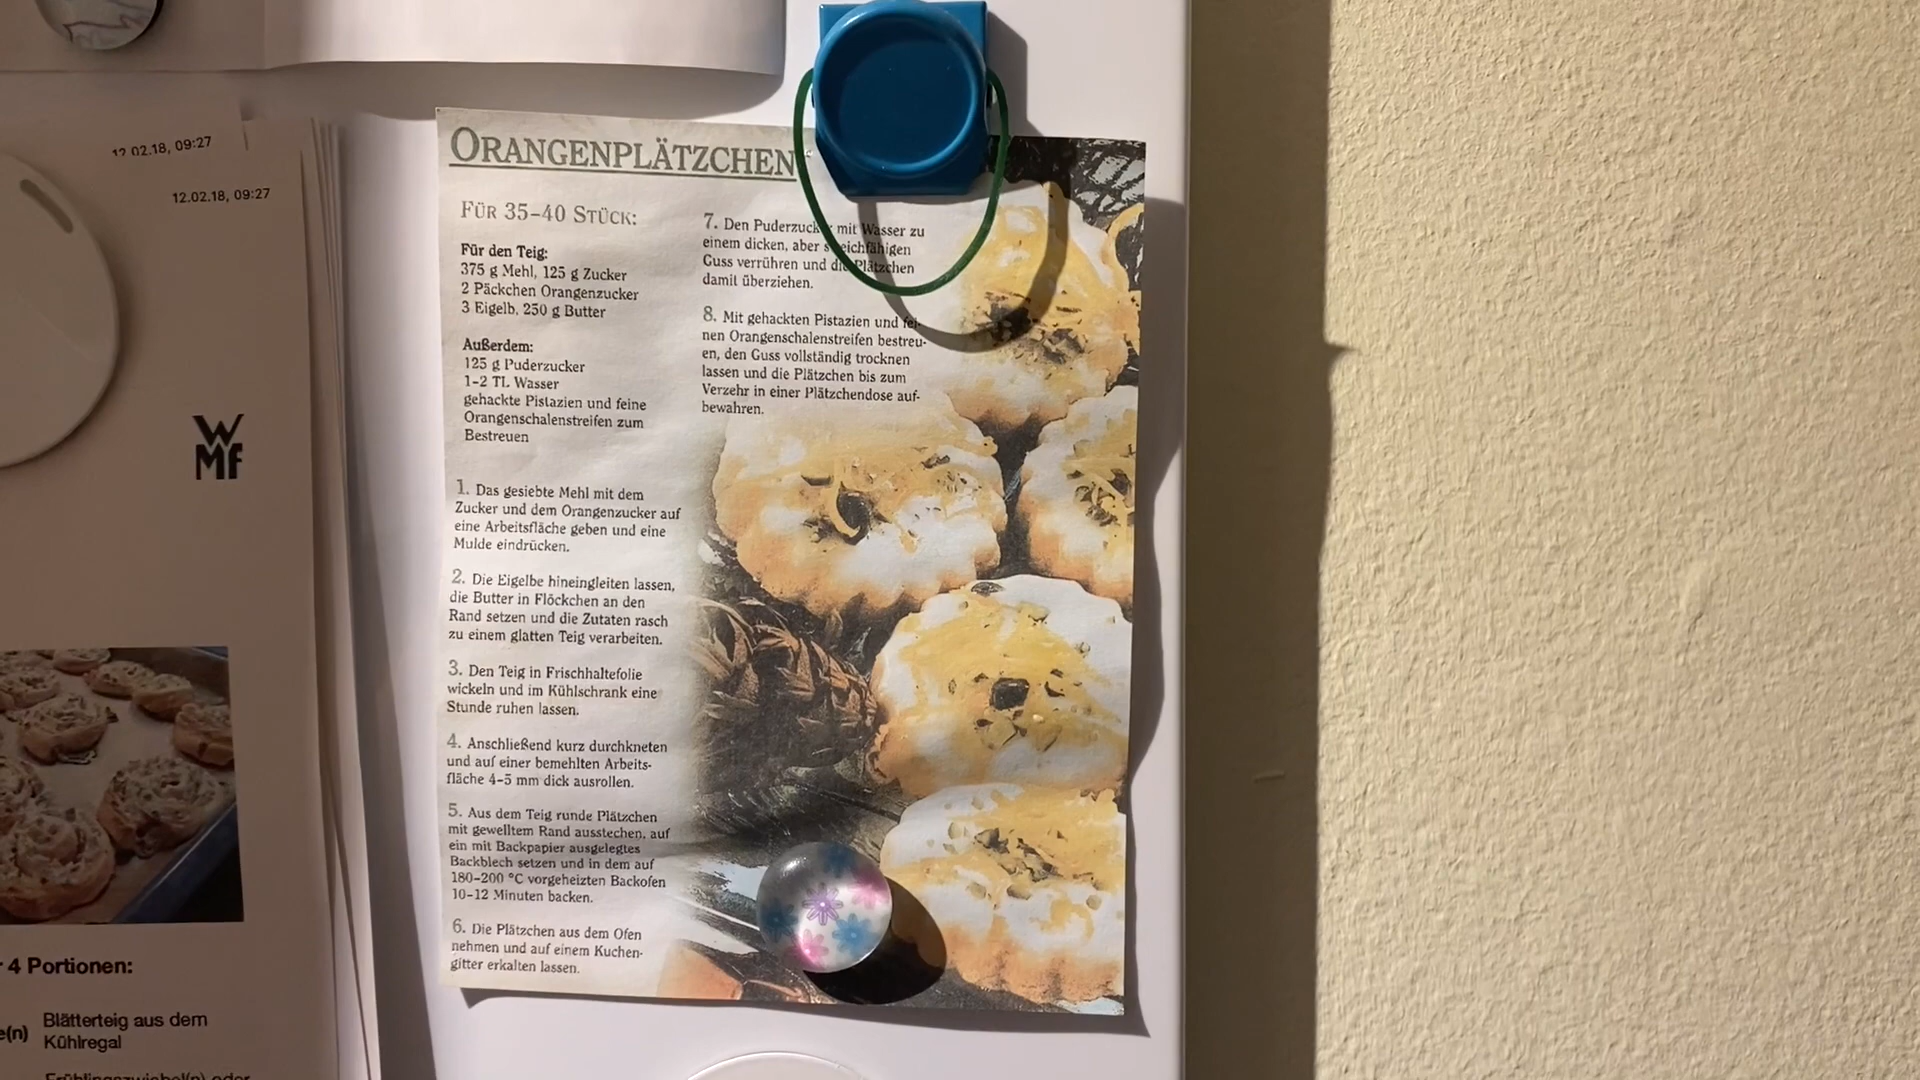 12.02.18, 09:27
12.02.18, 09:27
WMF
4 Portionen:
Blätterteig aus dem
Kühlregal
Frühlingszwiebel(n) oder
ORANGENPLÄTZCHEN
FÜR 35–40 STÜCK:
Für den Teig:
375 g Mehl, 125 g Zucker
2 Päckchen Orangenzucker
3 Eigelb, 250 g Butter
Außerdem:
125 g Puderzucker
1-2 TL Wasser
gehackte Pistazien und feine
Orangenschalenstreifen zum
Bestreuen
1. Das gesiebte Mehl mit dem
Zucker und dem Orangenzucker auf
eine Arbeitsfläche geben und eine
Mulde eindrücken.
2. Die Eigelbe hineingleiten lassen,
die Butter in Flöckchen an den
Rand setzen und die Zutaten rasch
zu einem glatten Teig verarbeiten.
3. Den Teig in Frischhaltefolie
wickeln und im Kühlschrank eine
Stunde ruhen lassen.
4. Anschließend kurz durchkneten
und auf einer bemehlten Arbeits-
fläche 4–5 mm dick ausrollen.
5. Aus dem Teig runde Plätzchen
mit gewelltem Rand ausstechen, auf
ein mit Backpapier ausgelegtes
Backblech setzen und in dem auf
180–200 °C vorgeheizten Backofen
10–12 Minuten backen.
6. Die Plätzchen aus dem Ofen
nehmen und auf einem Kuchen-
gitter erkalten lassen.
7. Den Puderzucker mit Wasser zu
einem dicken, aber streichfähigen
Guss verrühren und die Plätzchen
damit überziehen.
8. Mit gehackten Pistazien und fei-
nen Orangenschalenstreifen bestreu-
en, den Guss vollständig trocknen
lassen und die Plätzchen bis zum
Verzehr in einer Plätzchendose auf-
bewahren.